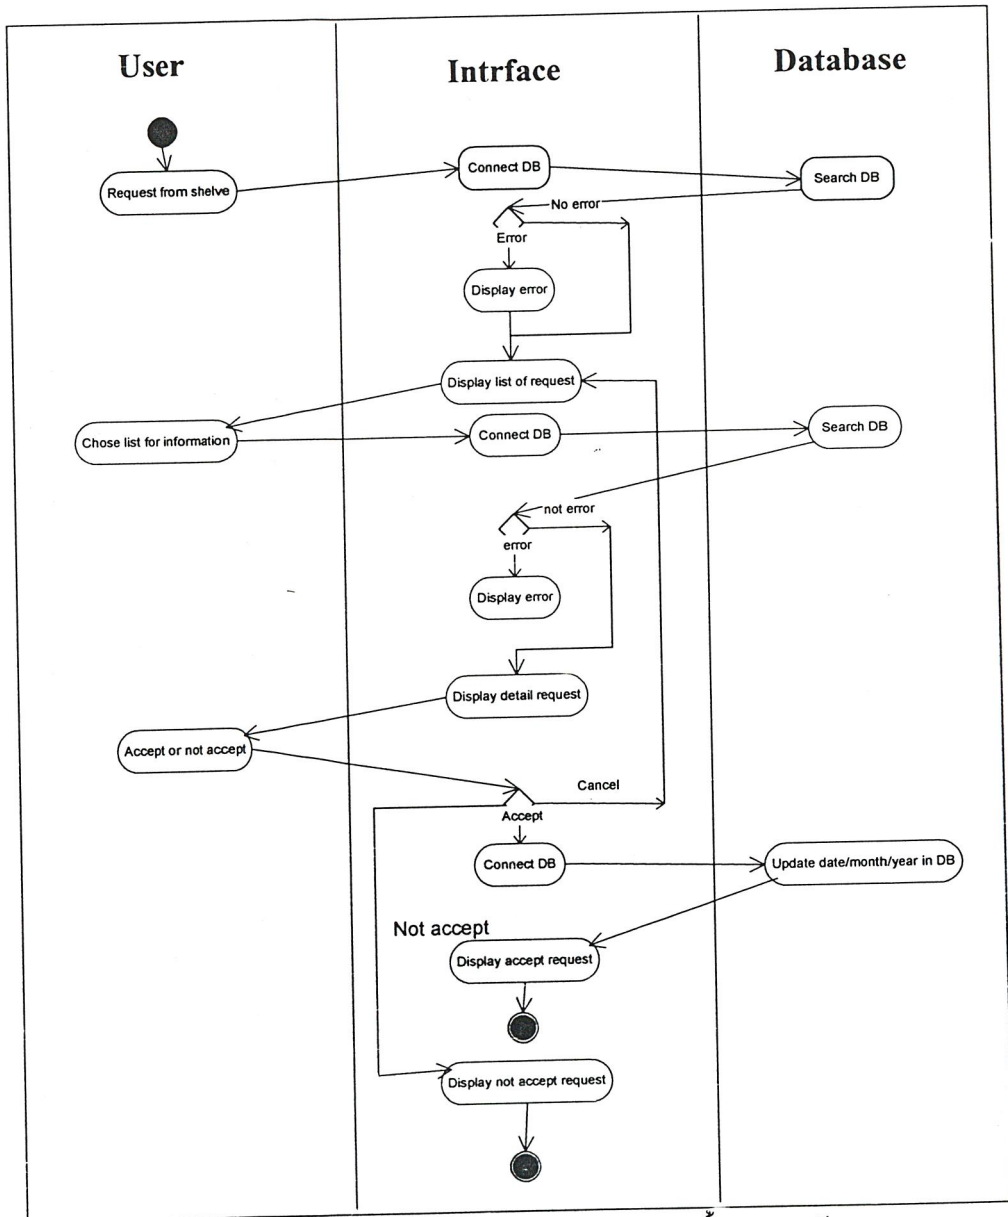 User
Intrface
Database
Connect DB
Search DB
Request from shelve
No error
Error
Display error
Display list of request
Chose list for information
Connect DB
Search DB
not error
error
Display error
Display detail request
Accept or not accept
Cancel
Accept
Connect DB
Update date/month/year in DB
Not accept
Display accept request
Display not accept request